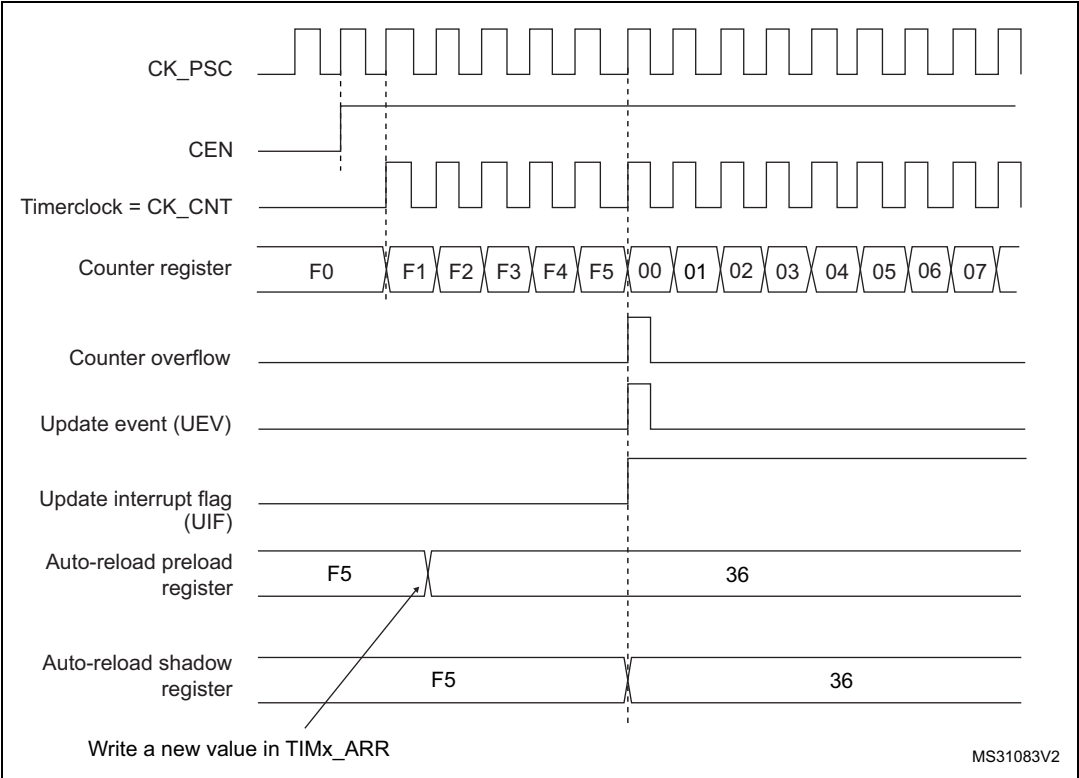 CK_PSC
CEN
Timerclock = CK_CNT
Counter register
F0 F1 F2 F3 F4 F5 00 01 02 03 04 05 06 07
Counter overflow
Update event (UEV)
Update interrupt flag
(UIF)
Auto-reload preload
register
F5 36
Auto-reload shadow
register
F5 36
Write a new value in TIMx_ARR
MS31083V2